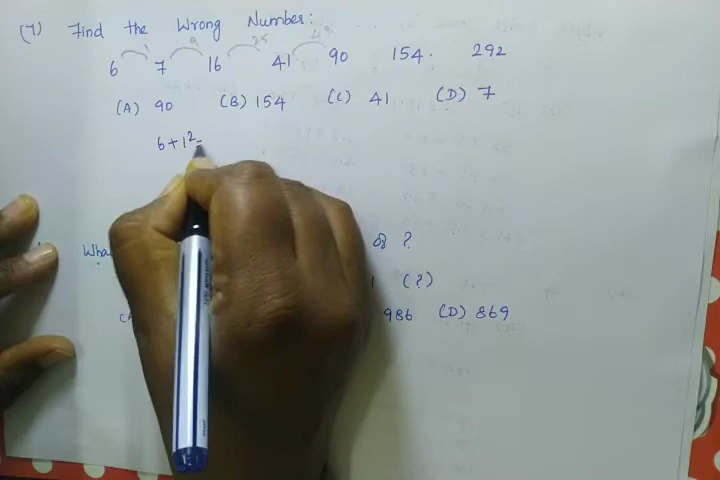 (7) Find the Wrong Number:
1 9 25 49
6 7 16 41 90 154 292
(A) 90 (B) 154 (C) 41 (D) 7
6 + 1² =
of ?
(?)
986 (D) 869